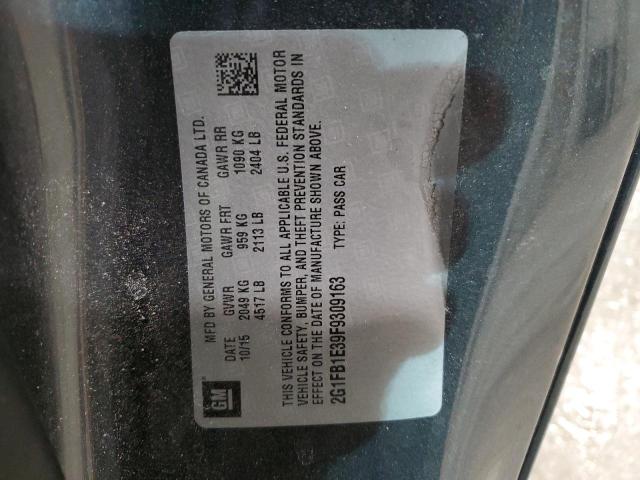 GM
MFD BY GENERAL MOTORS OF CANADA LTD.
DATE GVWR GAWR FRT GAWR RR
10/15 2049 KG 959 KG 1090 KG
4517 LB 2113 LB 2404 LB
THIS VEHICLE CONFORMS TO ALL APPLICABLE U.S. FEDERAL MOTOR
VEHICLE SAFETY, BUMPER, AND THEFT PREVENTION STANDARDS IN
EFFECT ON THE DATE OF MANUFACTURE SHOWN ABOVE.
2G1FB1E39F9309163 TYPE: PASS CAR